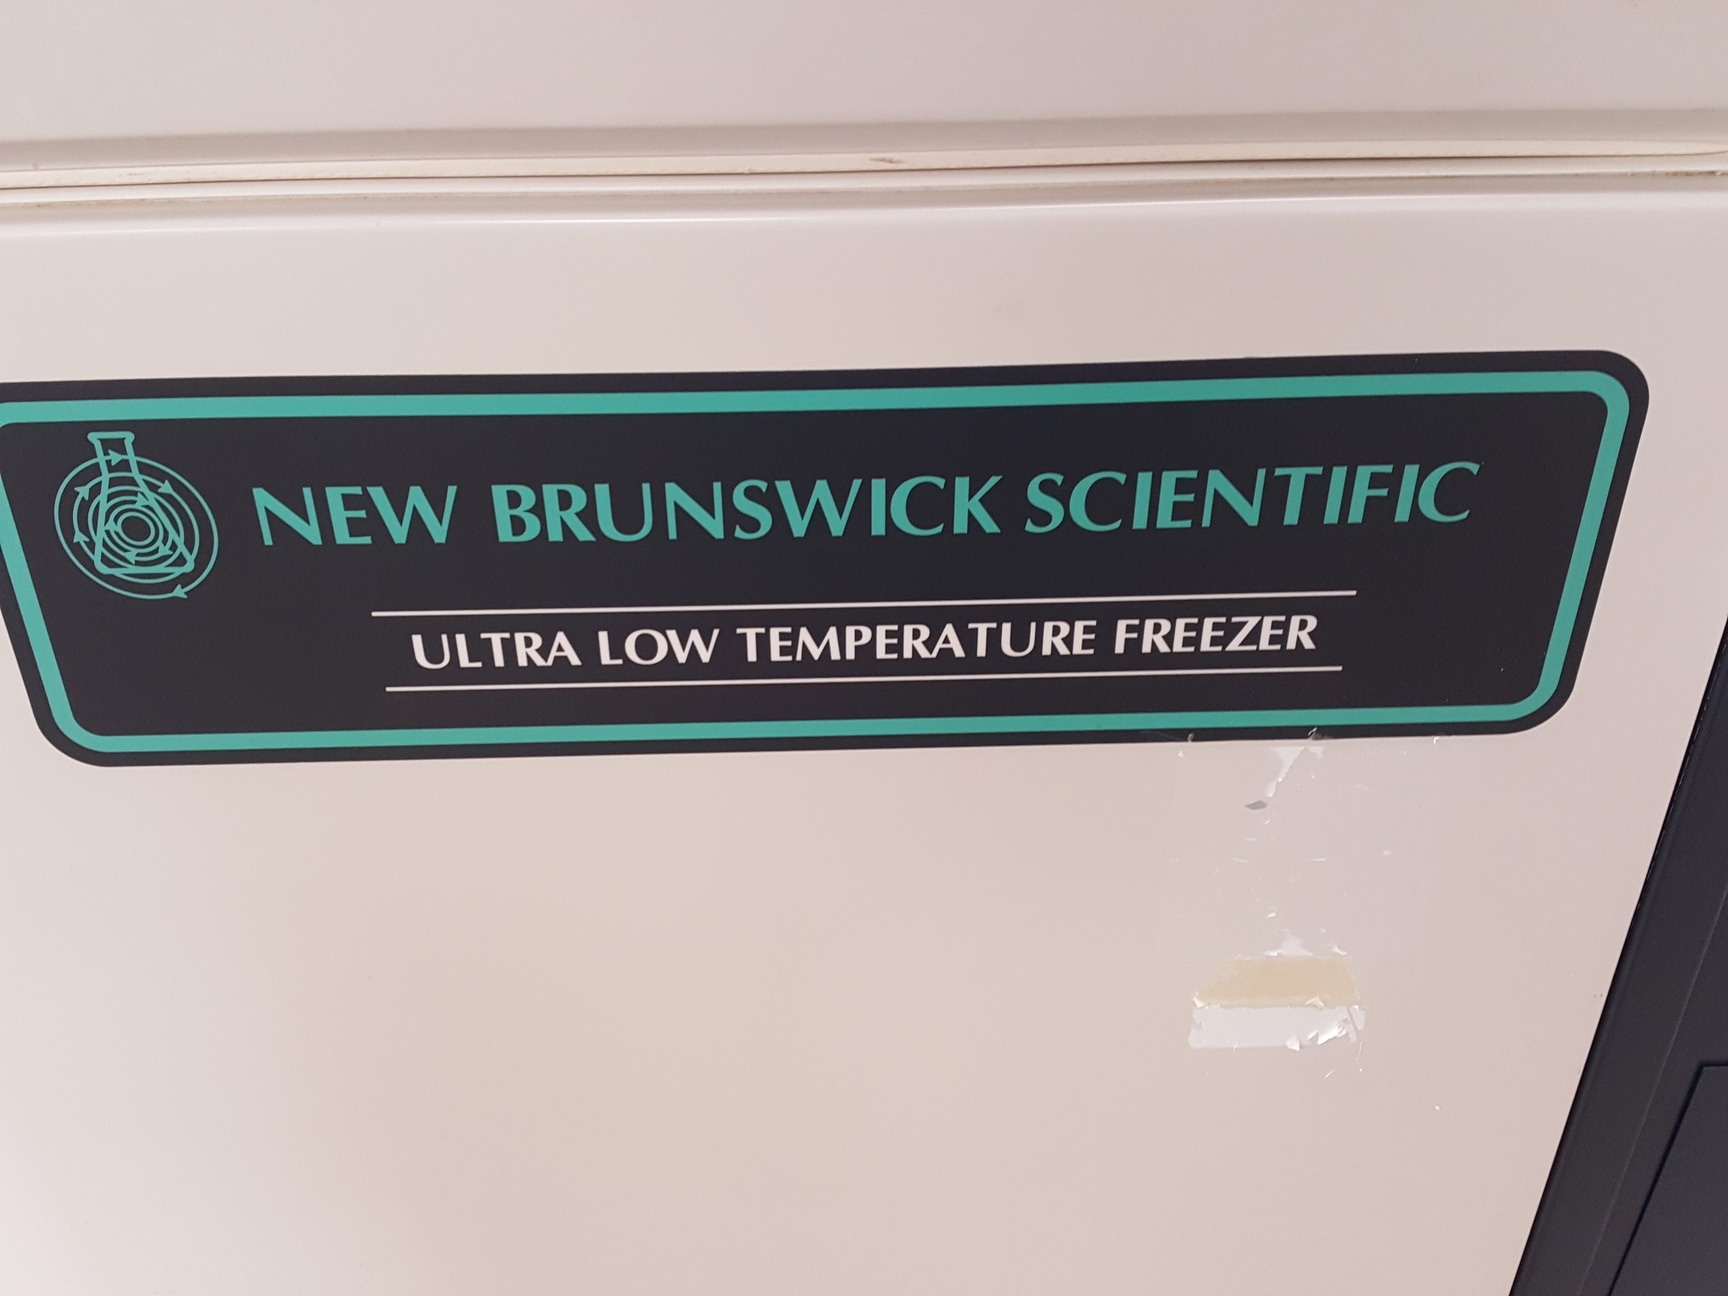 NEW BRUNSWICK SCIENTIFIC
ULTRA LOW TEMPERATURE FREEZER